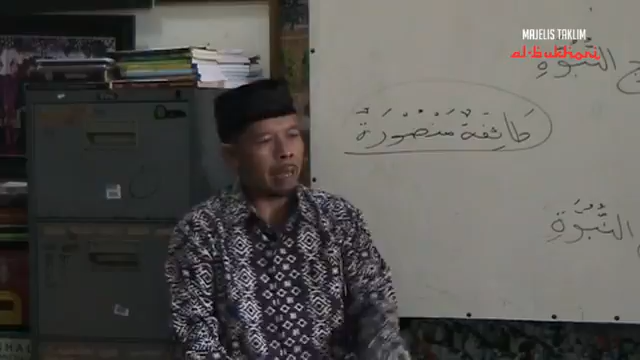 MAJELIS TAKLIM
al-bukhori
النُّبُوَّةِ
طَائِفَةٌ مَنْصُورَةٌ
النُّبُوَّةِ